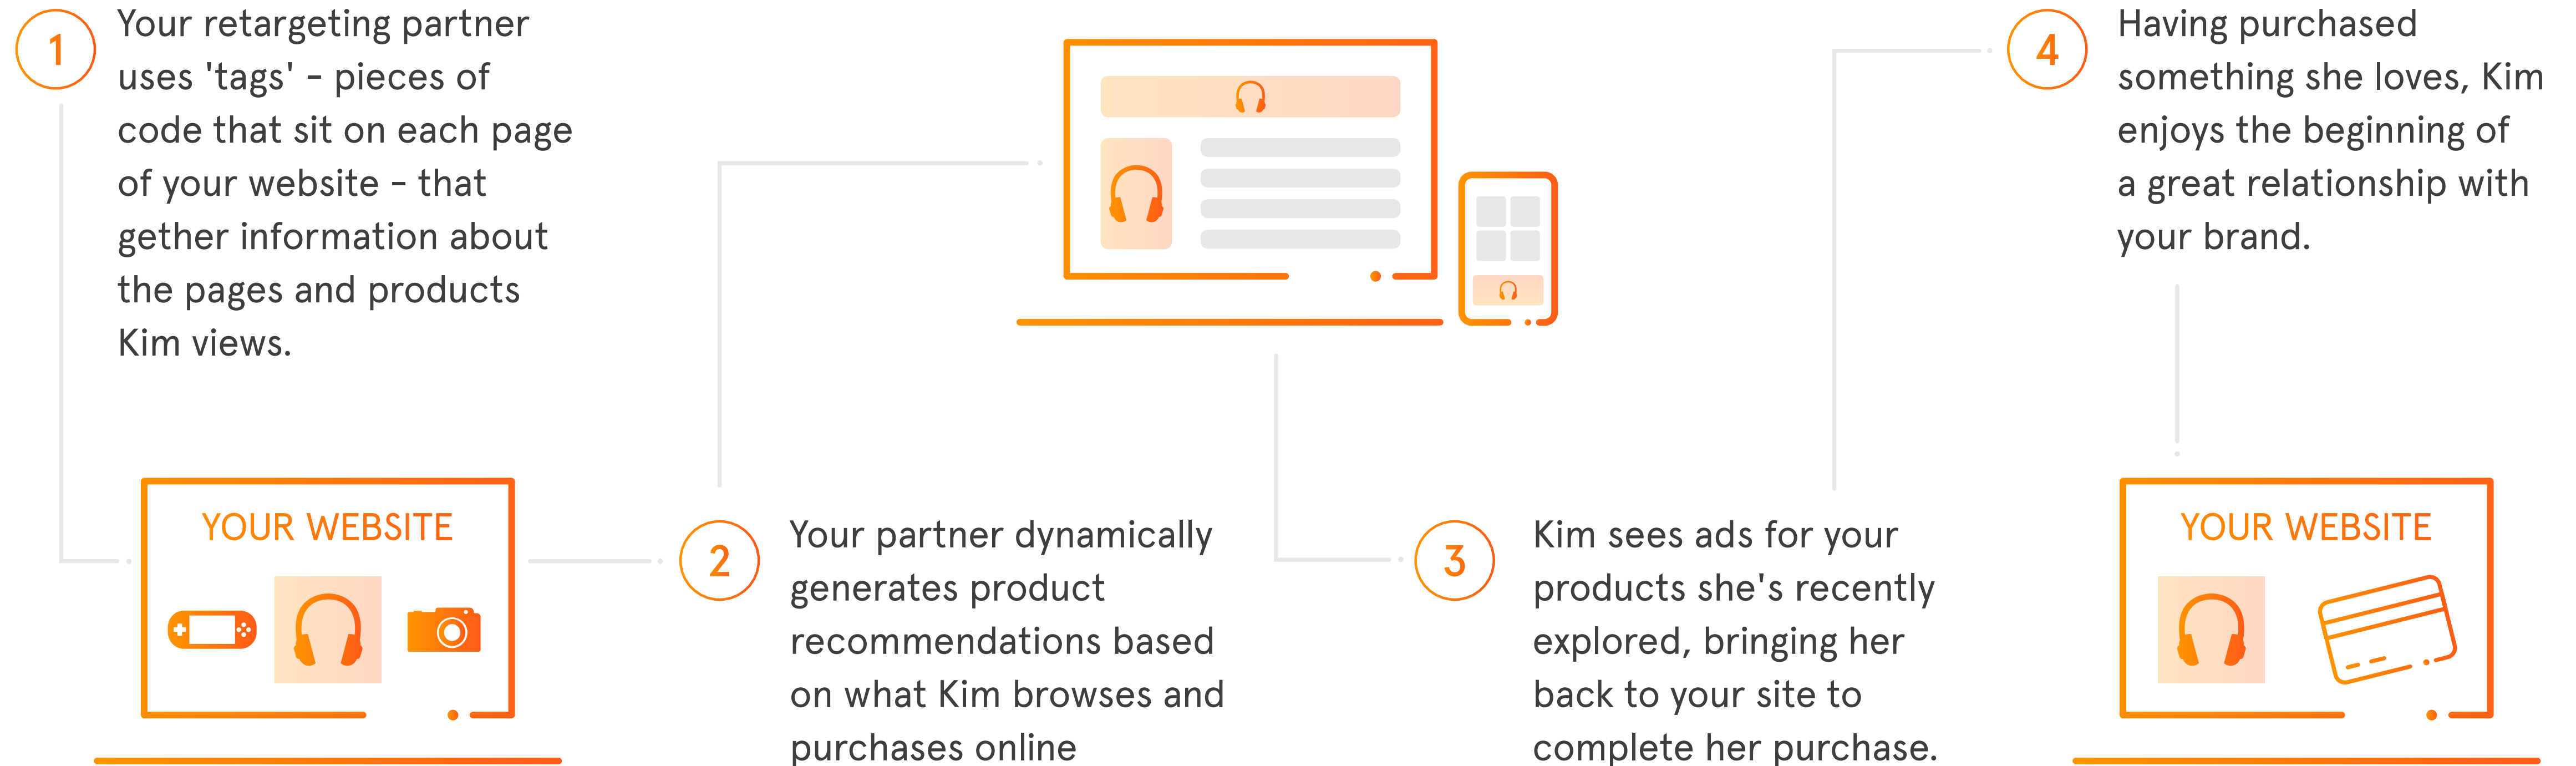 1
Your retargeting partner
uses 'tags' - pieces of
code that sit on each page
of your website - that
gether information about
the pages and products
Kim views.
YOUR WEBSITE
2
Your partner dynamically
generates product
recommendations based
on what Kim browses and
purchases online
3
Kim sees ads for your
products she's recently
explored, bringing her
back to your site to
complete her purchase.
4
Having purchased
something she loves, Kim
enjoys the beginning of
a great relationship with
your brand.
YOUR WEBSITE